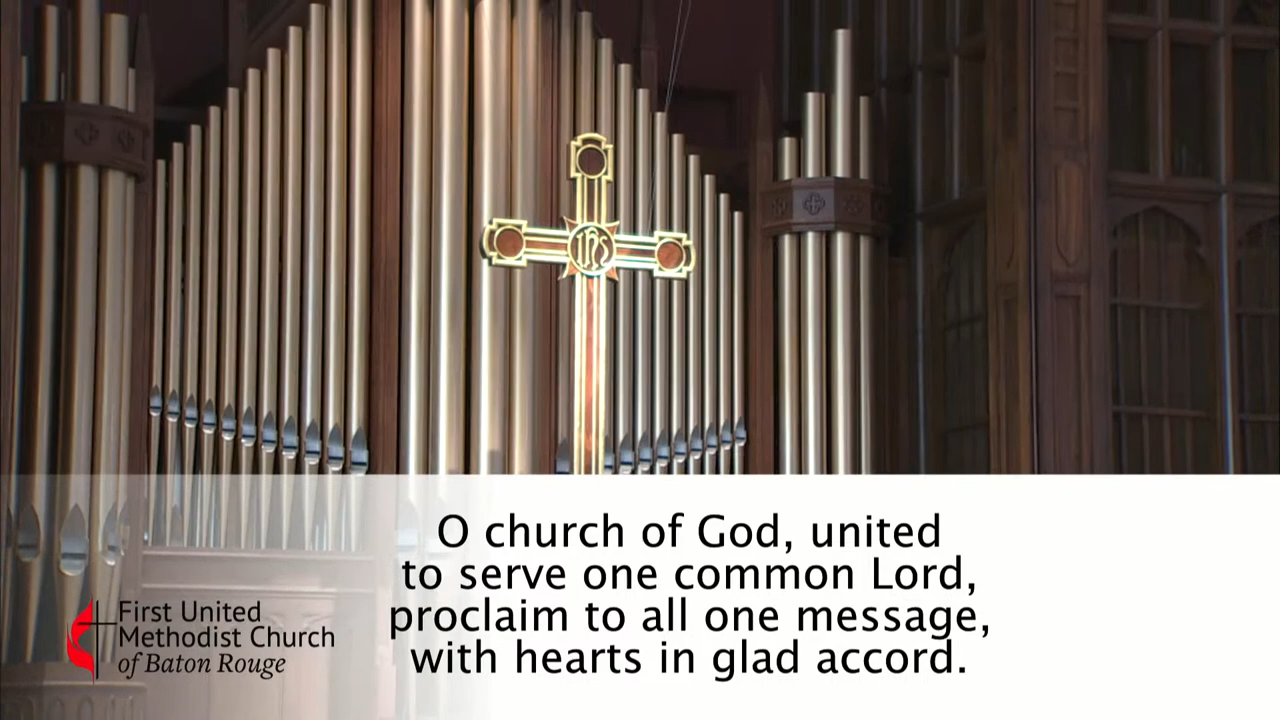 IHS
O church of God, united
to serve one common Lord,
proclaim to all one message,
with hearts in glad accord.
First United
Methodist Church
of Baton Rouge